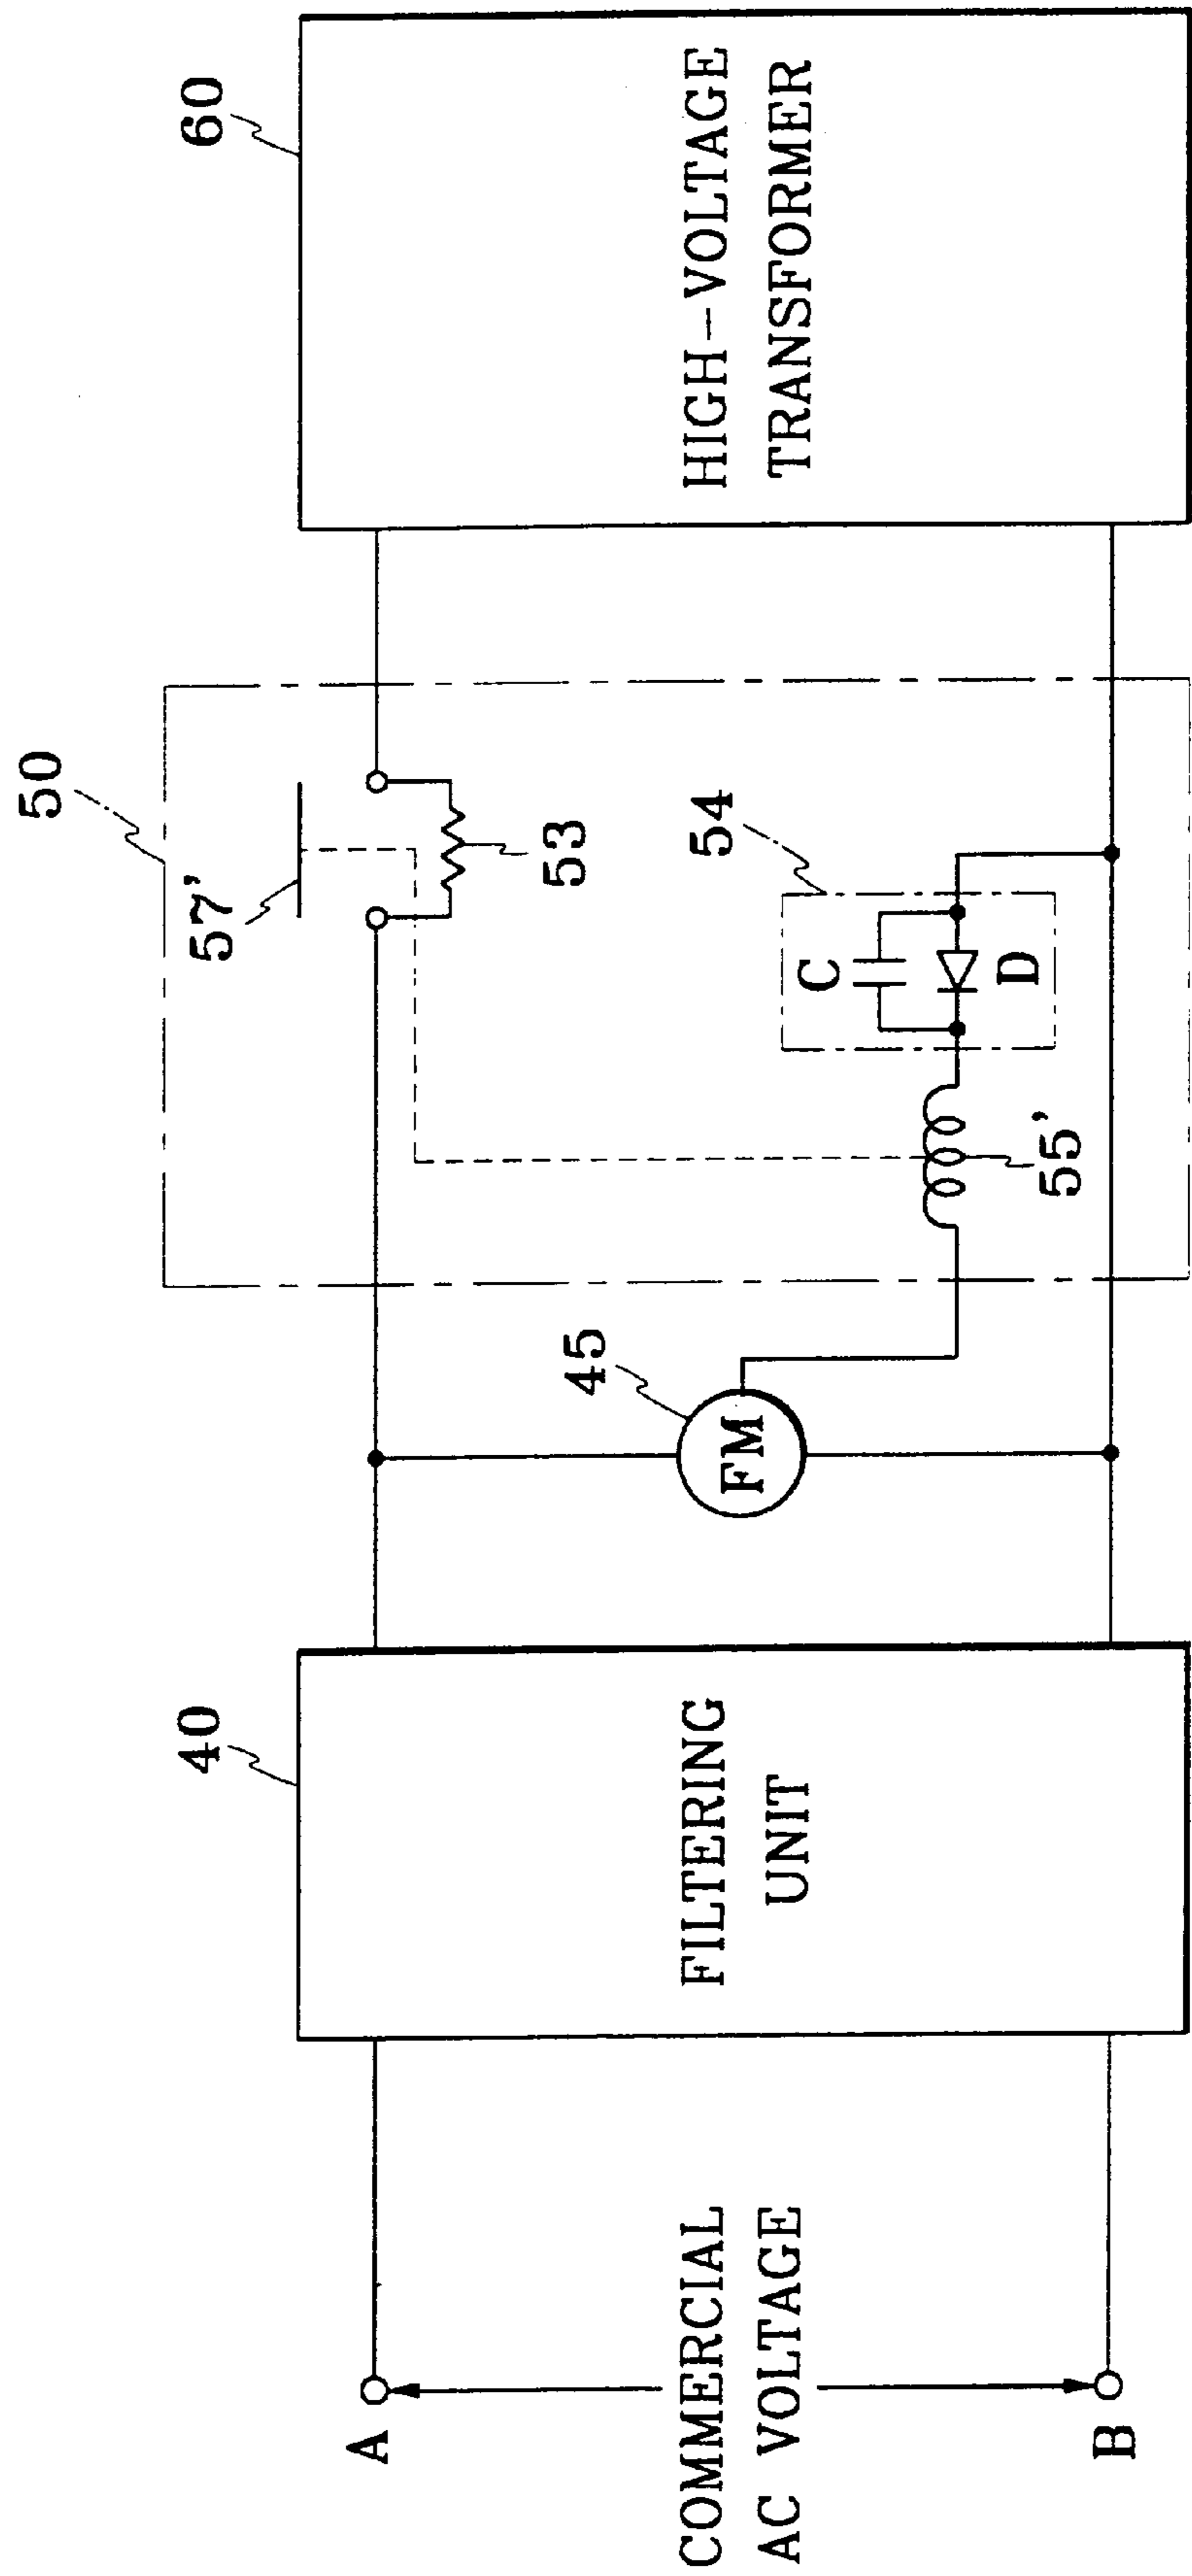 COMMERCIAL
AC VOLTAGE
A
B
40
FILTERING
UNIT
45
FM
50
57'
53
54
C
D
55'
60
HIGH-VOLTAGE
TRANSFORMER